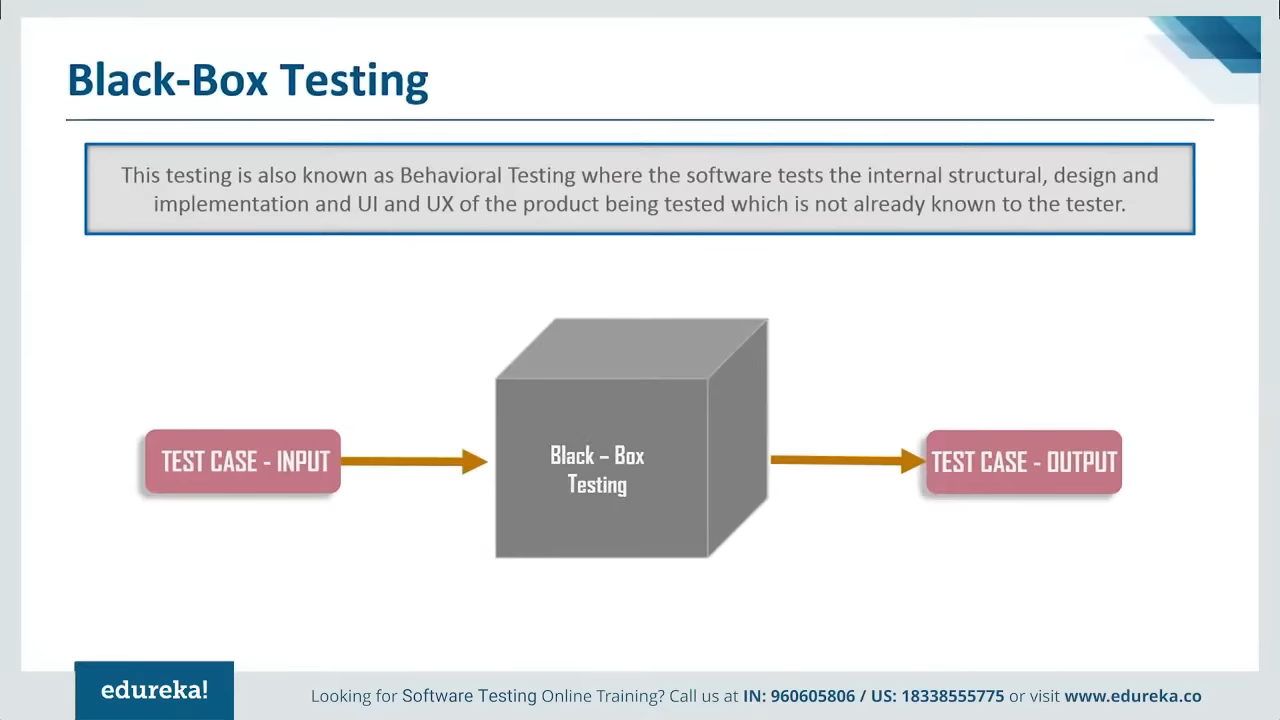 Black-Box Testing
This testing is also known as Behavioral Testing where the software tests the internal structural, design and
implementation and UI and UX of the product being tested which is not already known to the tester.
TEST CASE - INPUT
Black – Box
Testing
TEST CASE - OUTPUT
edureka!
Looking for Software Testing Online Training? Call us at IN: 960605806 / US: 18338555775 or visit www.edureka.co